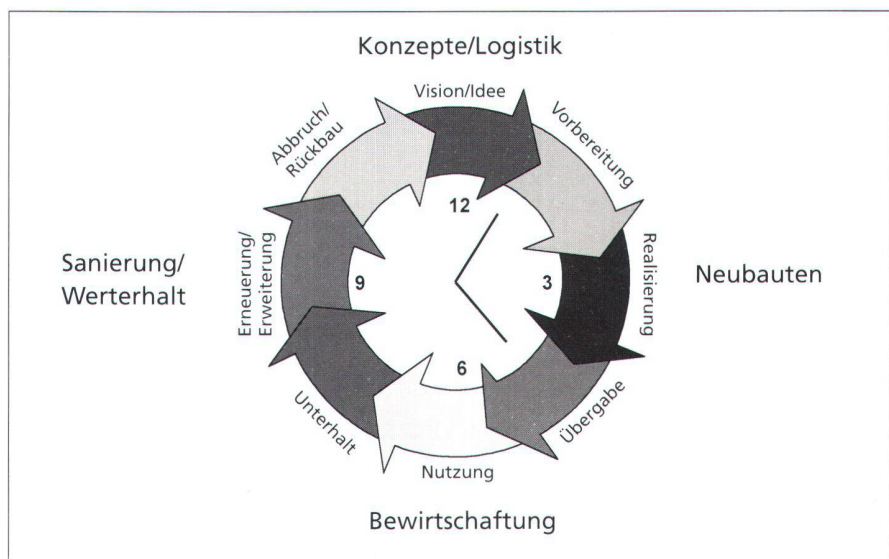 Konzepte/Logistik
Vision/Idee
Vorbereitung
Realisierung
Übergabe
Nutzung
Unterhalt
Erneuerung/
Erweiterung
Abbruch/
Rückbau
12
3
6
9
Neubauten
Bewirtschaftung
Sanierung/
Werterhalt